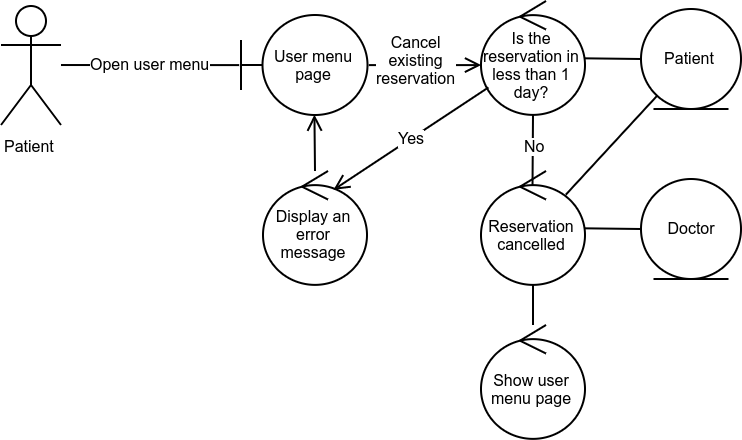 Patient
Open user menu
User menu
page
Cancel
existing
reservation
Is the
reservation in
less than 1
day?
Patient
Yes
No
Display an
error
message
Reservation
cancelled
Doctor
Show user
menu page